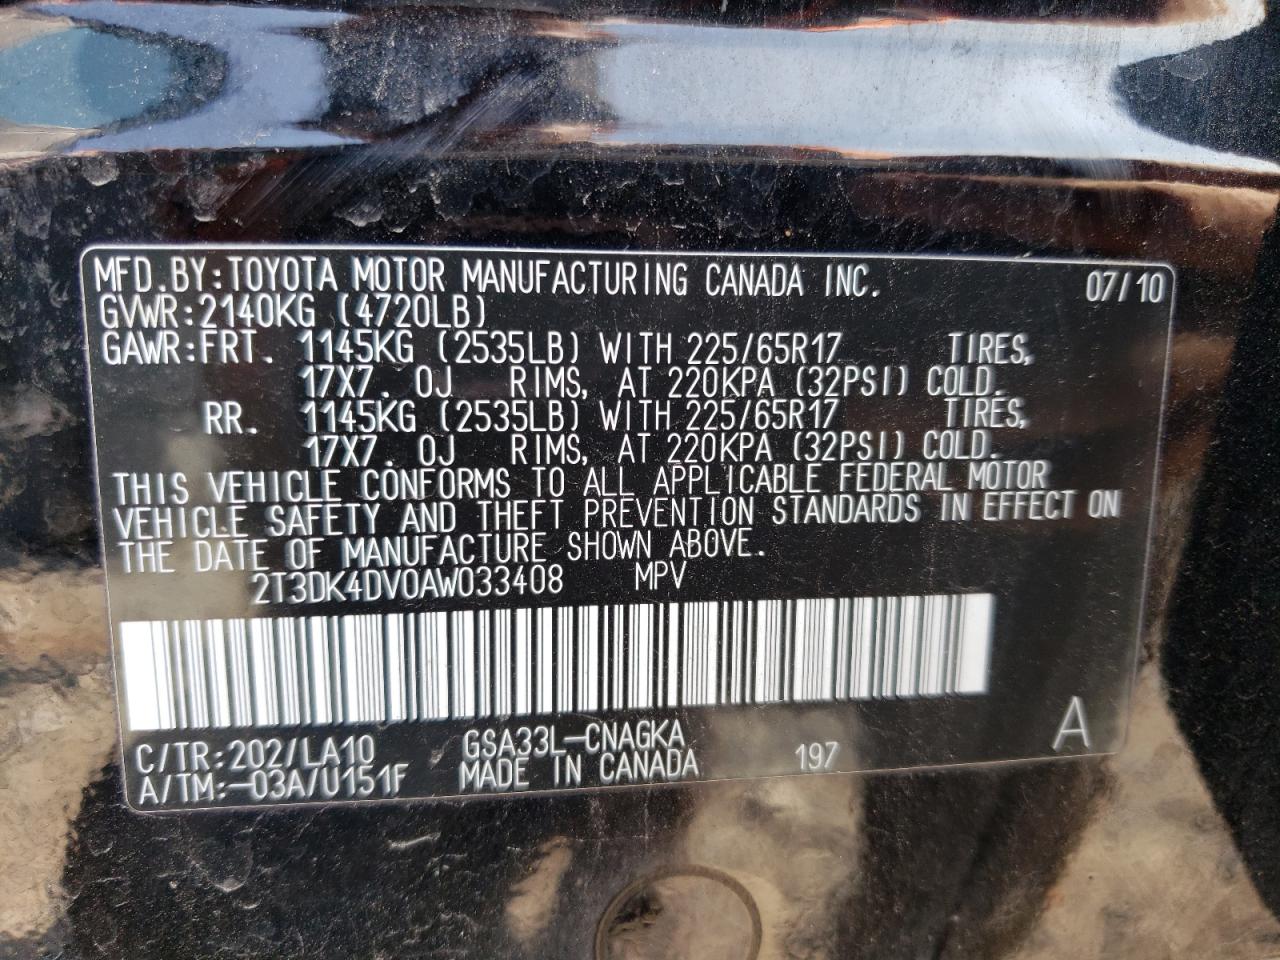 MFD.BY:TOYOTA MOTOR MANUFACTURING CANADA INC. 07/10
GVWR:2140KG (4720LB)
GAWR:FRT. 1145KG (2535LB) WITH 225/65R17 TIRES,
17X7.0J RIMS, AT 220KPA (32PSI) COLD.
RR. 1145KG (2535LB) WITH 225/65R17 TIRES,
17X7.0J RIMS, AT 220KPA (32PSI) COLD.
THIS VEHICLE CONFORMS TO ALL APPLICABLE FEDERAL MOTOR
VEHICLE SAFETY AND THEFT PREVENTION STANDARDS IN EFFECT ON
THE DATE OF MANUFACTURE SHOWN ABOVE.
2T3DK4DV0AW033408 MPV
C/TR:202/LA10 GSA33L-CNAGKA 197 A
A/TM:-03A/U151F MADE IN CANADA